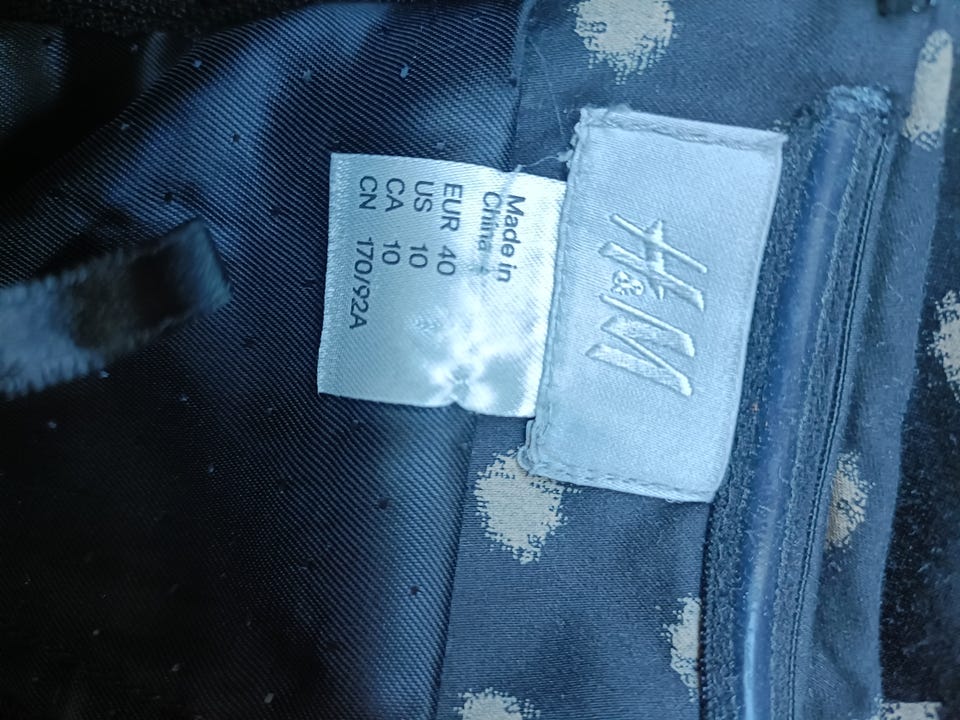 H&M
Made in
China
EUR 40
US 10
CA 10
CN 170/92A